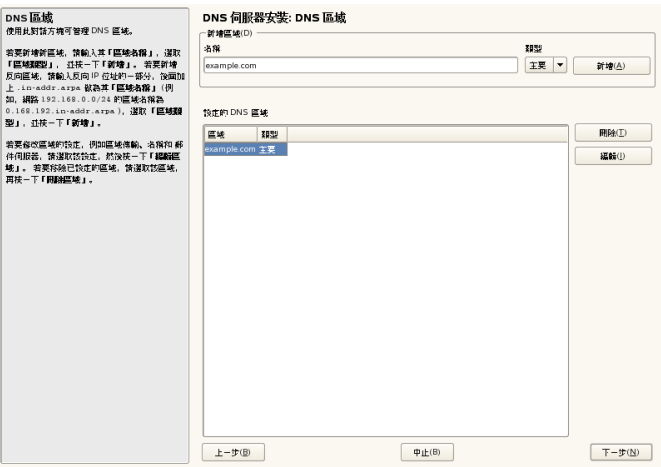 DNS 區域
使用此對話方塊可管理 DNS 區域。
若要新增新區域，請輸入其「區域名稱」，選取
「區域類型」，並按一下「新增」。 若要新增
反向區域，請輸入反向 IP 位址的一部分，後面加
上 .in-addr.arpa 做為其「區域名稱」(例
如，網路 192.168.0.0/24 的區域名稱為
0.168.192.in-addr.arpa)，選取「區域類
型」，並按一下「新增」。
若要修改區域的設定，例如區域傳輸、名稱和 郵
件伺服器，請選取該設定，然後按一下「編輯區
域」。 若要移除已設定的區域，請選取該區域，
再按一下「刪除區域」。
DNS 伺服器安裝: DNS 區域
新增區域(D)
名稱 類型
example.com 主要 新增(A)
設定的 DNS 區域
區域 類型 刪除(T)
example.com 主要 編輯(I)
上一步(B) 中止(B) 下一步(N)